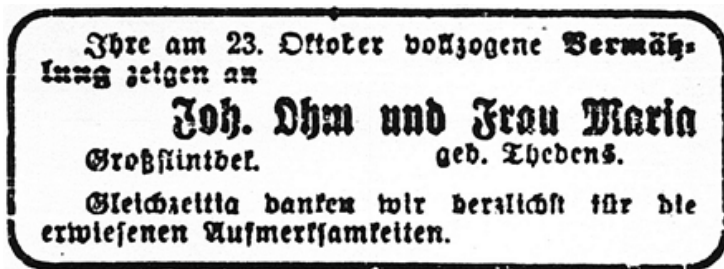 Ihre am 23. Oktober vollzogene Vermäh-
lung zeigen an
Joh. Ohm und Frau Maria
geb. Thedens.
Großflintbek.
Gleichzeitig danken wir herzlichst für die
erwiesenen Aufmerksamkeiten.